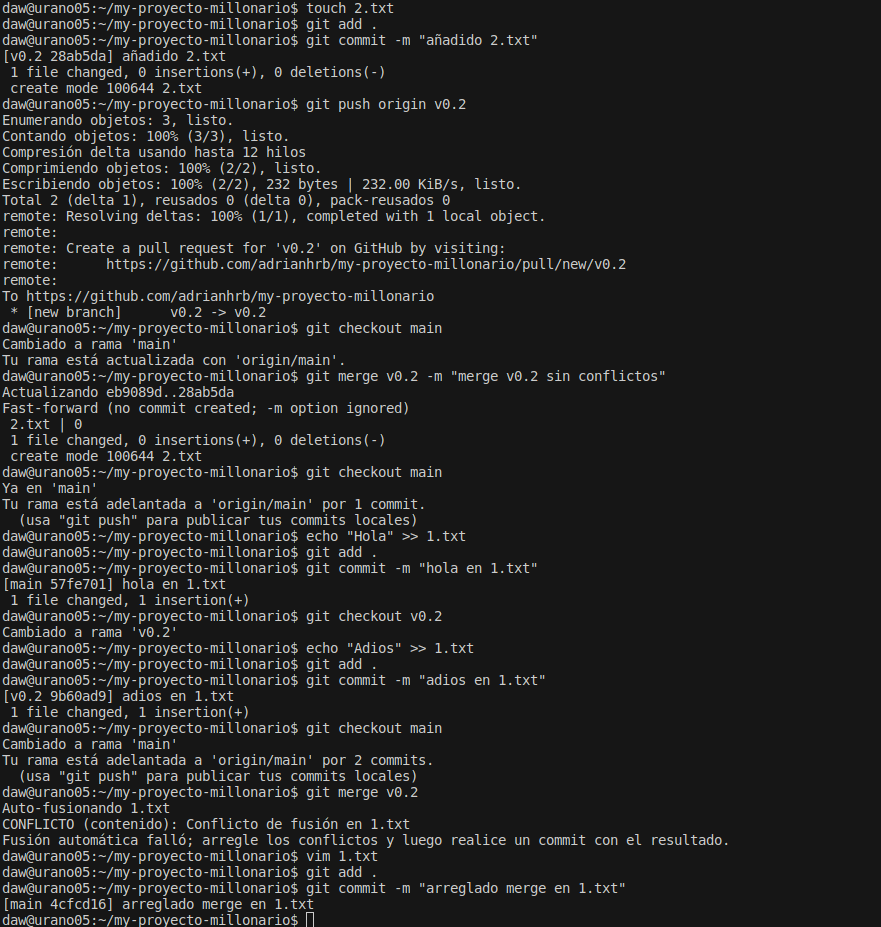 daw@urano05:~/my-proyecto-millonario$ touch 2.txt
daw@urano05:~/my-proyecto-millonario$ git add .
daw@urano05:~/my-proyecto-millonario$ git commit -m "añadido 2.txt"
[v0.2 28ab5da] añadido 2.txt
 1 file changed, 0 insertions(+), 0 deletions(-)
 create mode 100644 2.txt
daw@urano05:~/my-proyecto-millonario$ git push origin v0.2
Enumerando objetos: 3, listo.
Contando objetos: 100% (3/3), listo.
Compresión delta usando hasta 12 hilos
Comprimiendo objetos: 100% (2/2), listo.
Escribiendo objetos: 100% (2/2), 232 bytes | 232.00 KiB/s, listo.
Total 2 (delta 1), reusados 0 (delta 0), pack-reusados 0
remote: Resolving deltas: 100% (1/1), completed with 1 local object.
remote:
remote: Create a pull request for 'v0.2' on GitHub by visiting:
remote:      https://github.com/adrianhrb/my-proyecto-millonario/pull/new/v0.2
remote:
To https://github.com/adrianhrb/my-proyecto-millonario
 * [new branch]      v0.2 -> v0.2
daw@urano05:~/my-proyecto-millonario$ git checkout main
Cambiado a rama 'main'
Tu rama está actualizada con 'origin/main'.
daw@urano05:~/my-proyecto-millonario$ git merge v0.2 -m "merge v0.2 sin conflictos"
Actualizando eb9089d..28ab5da
Fast-forward (no commit created; -m option ignored)
 2.txt | 0
 1 file changed, 0 insertions(+), 0 deletions(-)
 create mode 100644 2.txt
daw@urano05:~/my-proyecto-millonario$ git checkout main
Ya en 'main'
Tu rama está adelantada a 'origin/main' por 1 commit.
  (usa "git push" para publicar tus commits locales)
daw@urano05:~/my-proyecto-millonario$ echo "Hola" >> 1.txt
daw@urano05:~/my-proyecto-millonario$ git add .
daw@urano05:~/my-proyecto-millonario$ git commit -m "hola en 1.txt"
[main 57fe701] hola en 1.txt
 1 file changed, 1 insertion(+)
daw@urano05:~/my-proyecto-millonario$ git checkout v0.2
Cambiado a rama 'v0.2'
daw@urano05:~/my-proyecto-millonario$ echo "Adios" >> 1.txt
daw@urano05:~/my-proyecto-millonario$ git add .
daw@urano05:~/my-proyecto-millonario$ git commit -m "adios en 1.txt"
[v0.2 9b60ad9] adios en 1.txt
 1 file changed, 1 insertion(+)
daw@urano05:~/my-proyecto-millonario$ git checkout main
Cambiado a rama 'main'
Tu rama está adelantada a 'origin/main' por 2 commits.
  (usa "git push" para publicar tus commits locales)
daw@urano05:~/my-proyecto-millonario$ git merge v0.2
Auto-fusionando 1.txt
CONFLICTO (contenido): Conflicto de fusión en 1.txt
Fusión automática falló; arregle los conflictos y luego realice un commit con el resultado.
daw@urano05:~/my-proyecto-millonario$ vim 1.txt
daw@urano05:~/my-proyecto-millonario$ git add .
daw@urano05:~/my-proyecto-millonario$ git commit -m "arreglado merge en 1.txt"
[main 4cfcd16] arreglado merge en 1.txt
daw@urano05:~/my-proyecto-millonario$